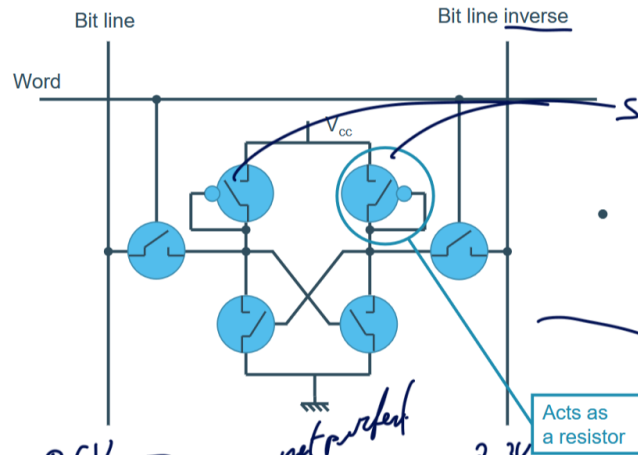 Bit line
Bit line inverse
Word
Vcc
not perfect
Acts as
a resistor